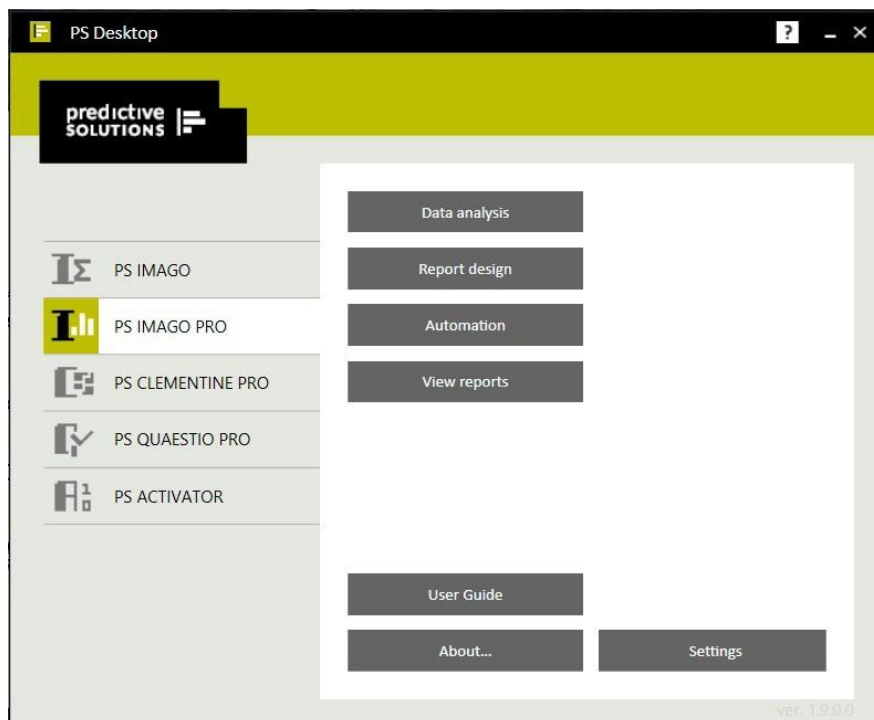 PS Desktop
?
predictive
SOLUTIONS
Data analysis
PS IMAGO
Report design
PS IMAGO PRO
Automation
PS CLEMENTINE PRO
View reports
PS QUAESTIO PRO
PS ACTIVATOR
User Guide
About...
Settings
ver. 1.9.0.0